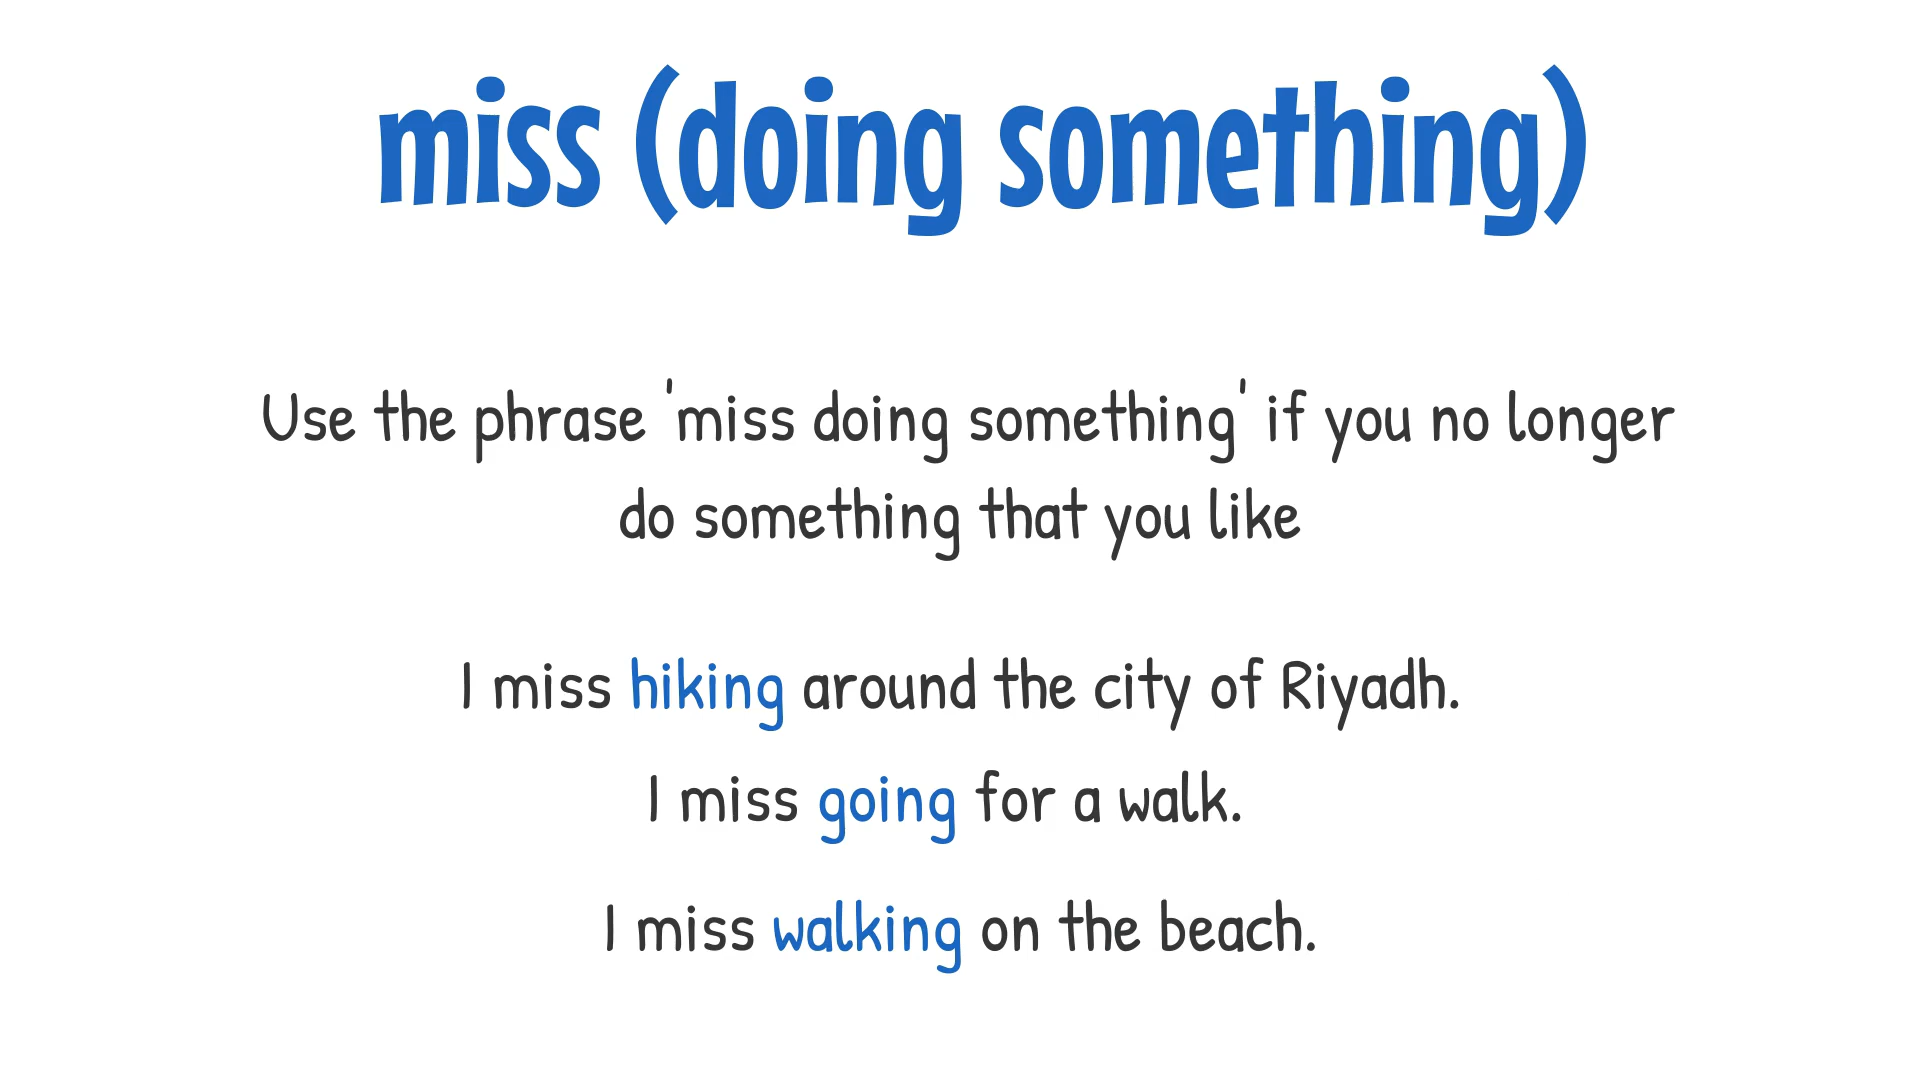 miss (doing something)
Use the phrase 'miss doing something' if you no longer
do something that you like
I miss hiking around the city of Riyadh.
I miss going for a walk.
I miss walking on the beach.